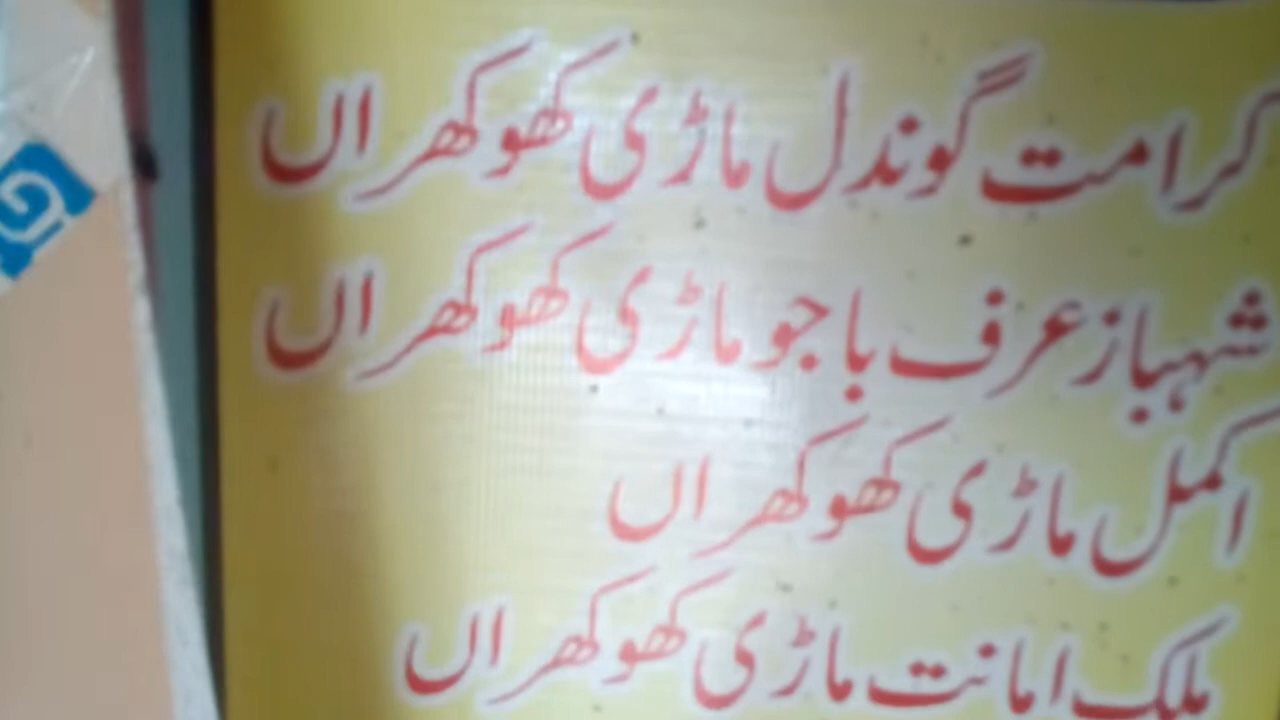 کرامت گوندل ماڑی کھوکھراں
شہباز عرف باجو ماڑی کھوکھراں
اکمل ماڑی کھوکھراں
ملک امانت ماڑی کھوکھراں